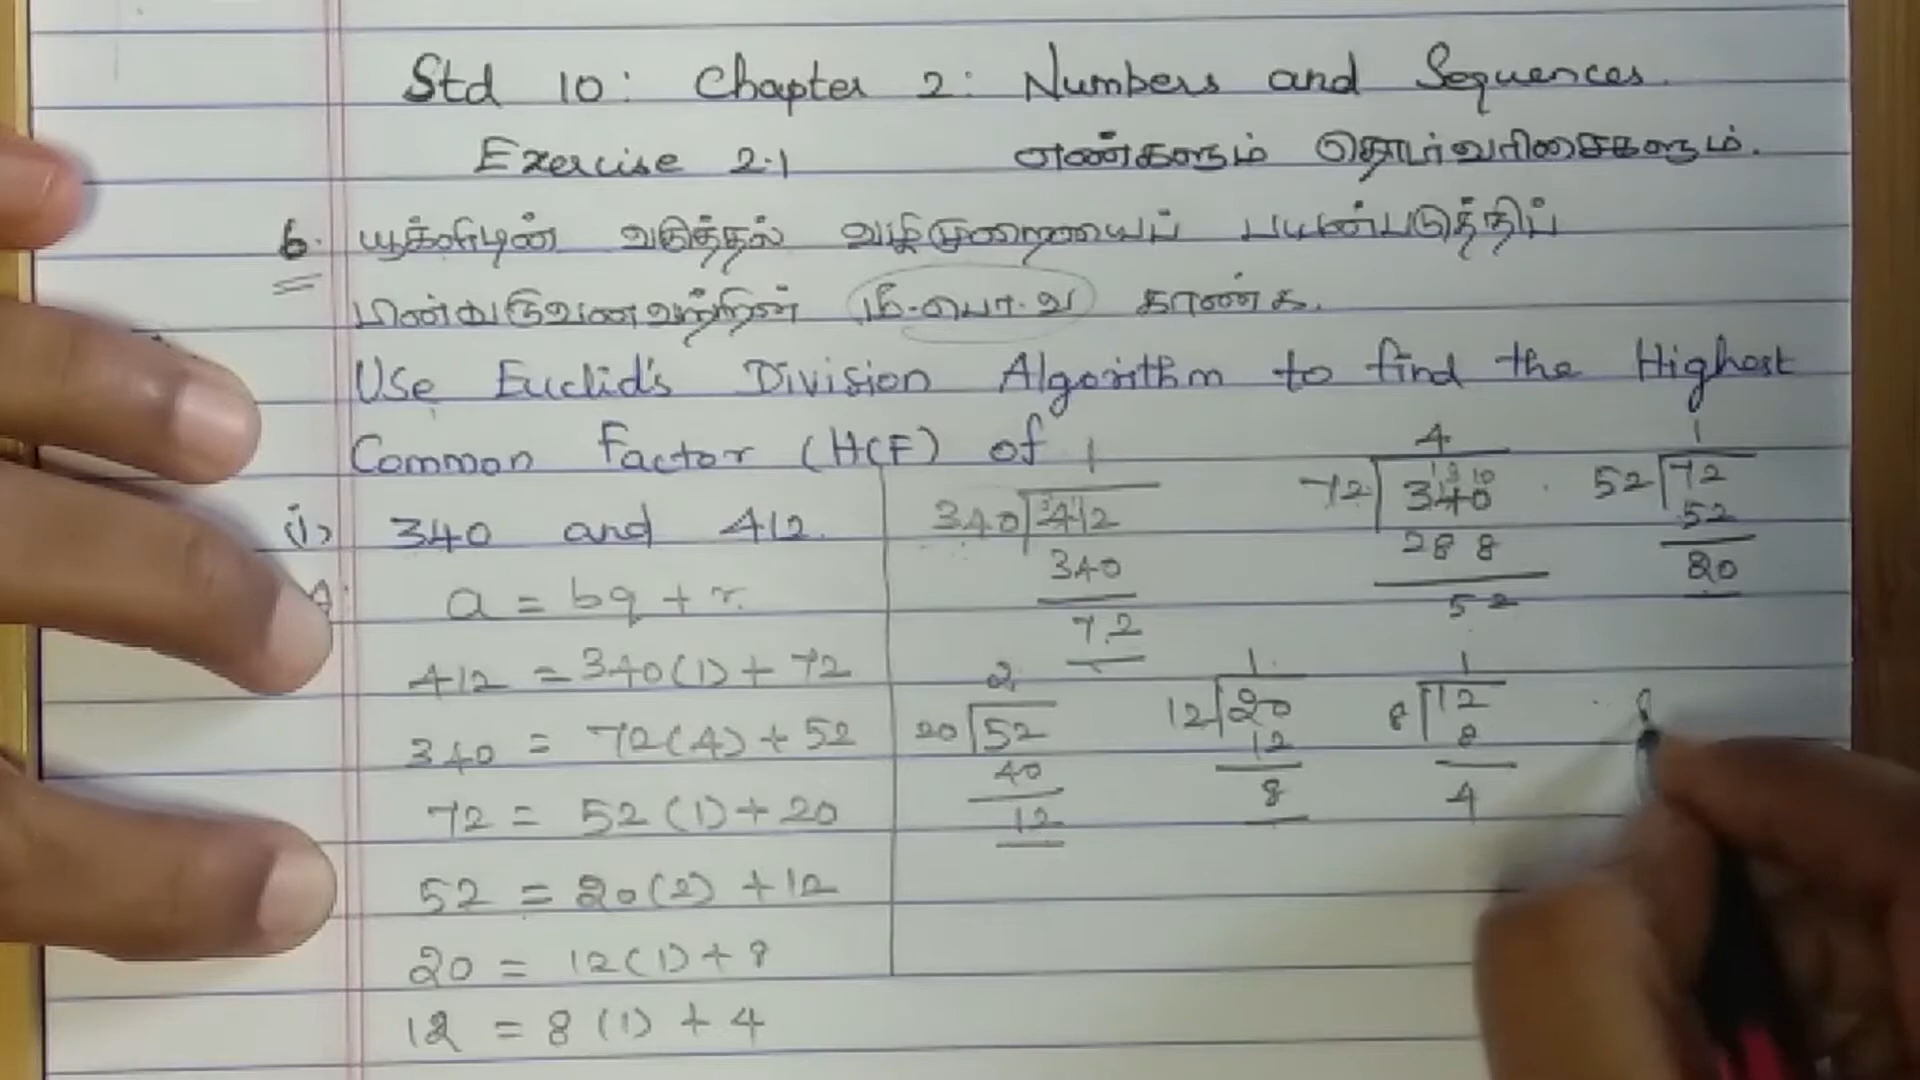 Std 10: Chapter 2: Numbers and Sequences.
Exercise 2.1 எண்களும் தொடர்வரிசைகளும்.
6. யூக்ளிடின் வகுத்தல் வழிமுறையைப் பயன்படுத்திப்
பின்வருவனவற்றின் மீ.பொ.வ காண்க.
Use Euclid's Division Algorithm to find the Highest
Common Factor (HCF) of
(i) 340 and 412.
a = bq + r.
412 = 340(1) + 72
340 = 72(4) + 52
72 = 52(1) + 20
52 = 20(2) + 12
20 = 12(1) + 8
12 = 8(1) + 4
1
340 412
340
72
4
72 340
288
52
1
52 72
52
20
2
20 52
40
12
1
12 20
12
8
1
8 12
8
4